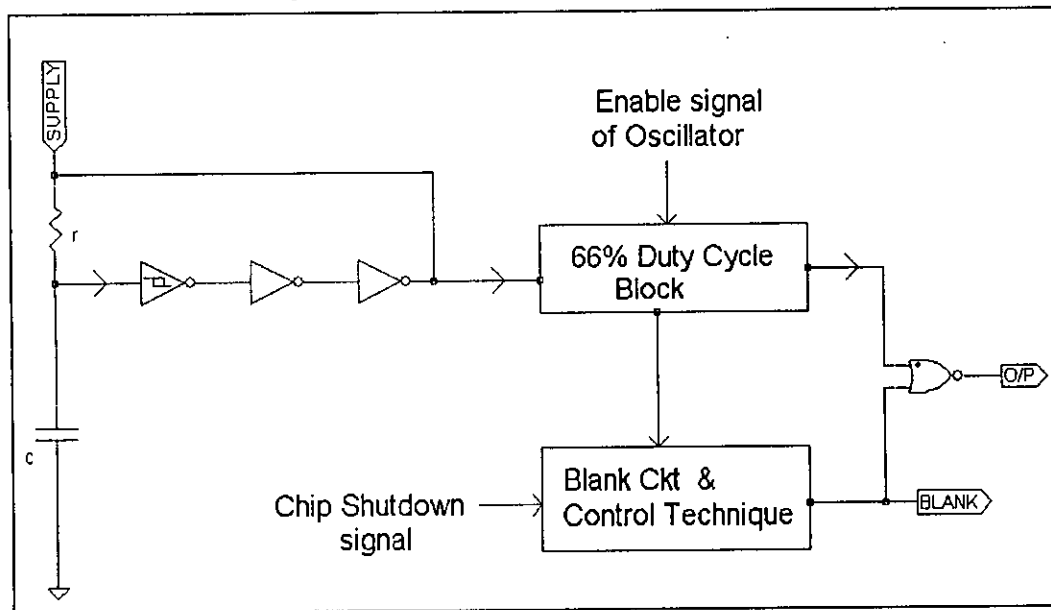 SUPPLY
Enable signal
of Oscillator
r
66% Duty Cycle
Block
O/P
c
Chip Shutdown
signal
Blank Ckt &
Control Technique
BLANK